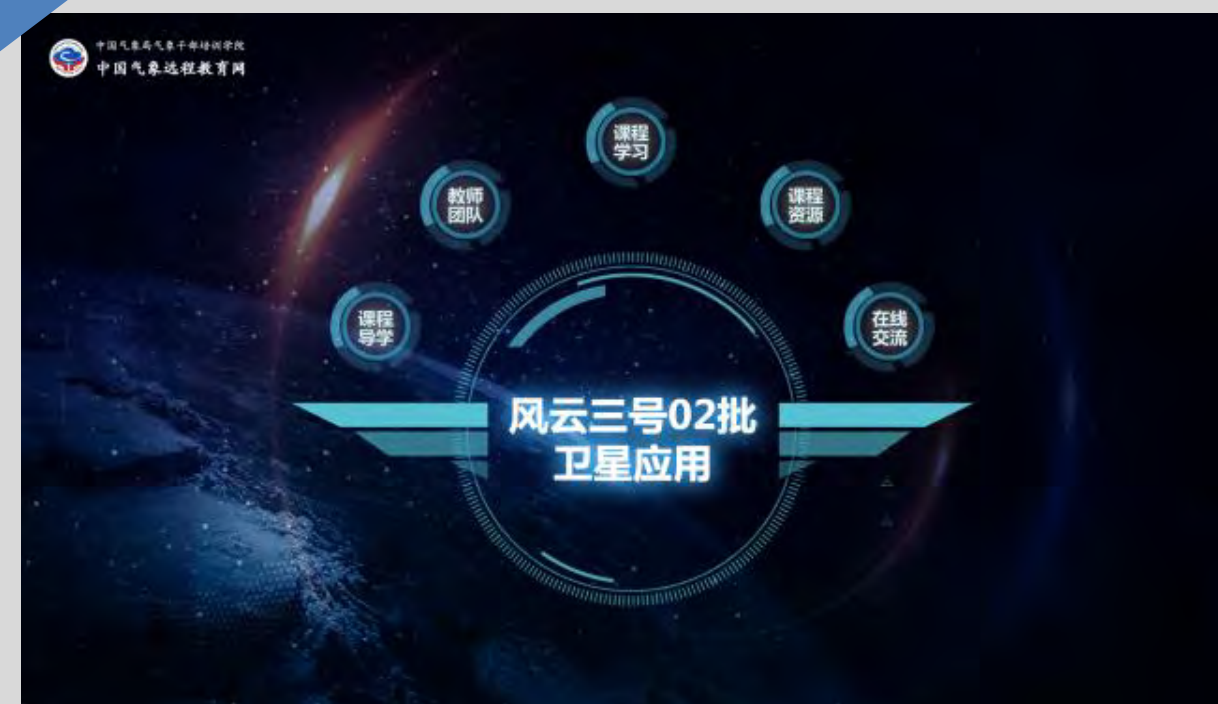 中国气象局气象干部培训学院
中国气象远程教育网
课程
学习
教师
团队
课程
资源
课程
导学
在线
交流
风云三号02批
卫星应用